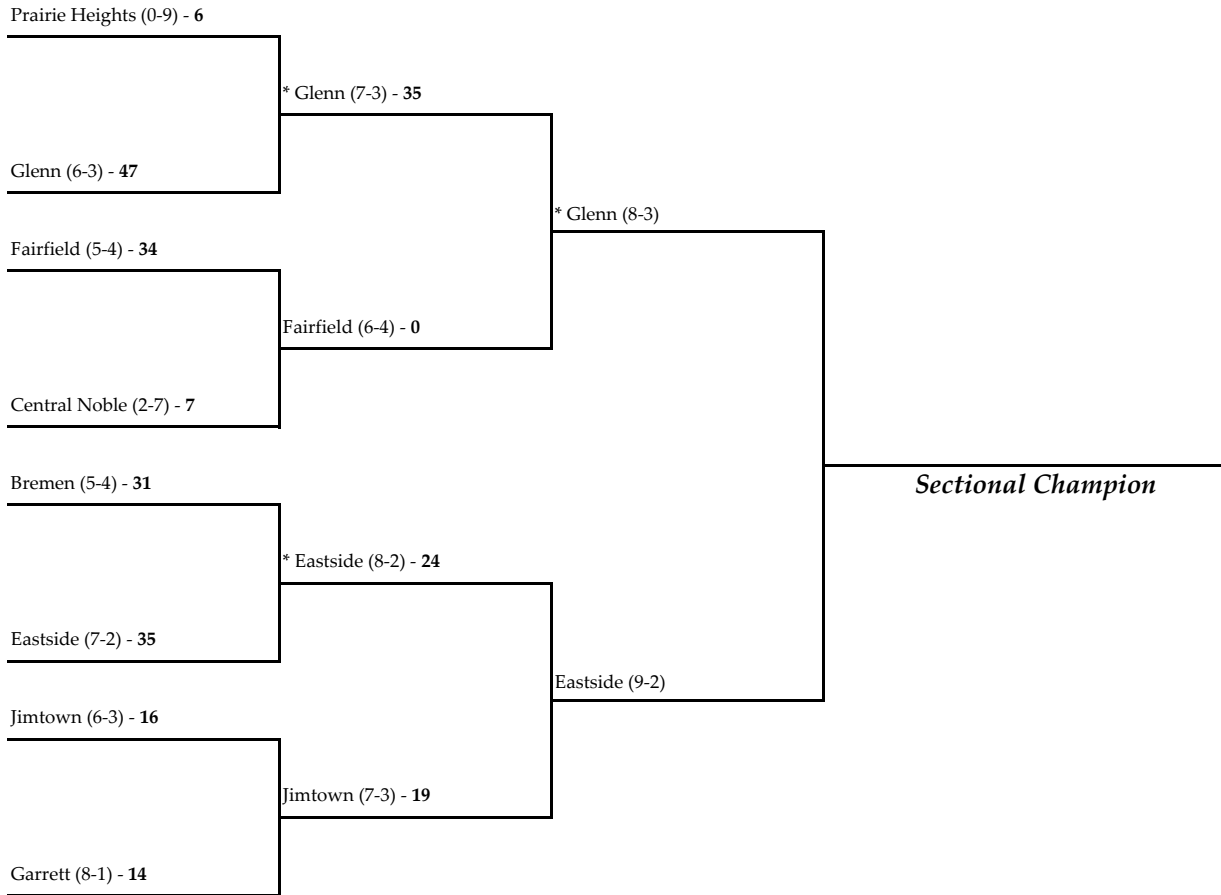 Prairie Heights (0-9) - 6
* Glenn (7-3) - 35
Glenn (6-3) - 47
* Glenn (8-3)
Fairfield (5-4) - 34
Fairfield (6-4) - 0
Central Noble (2-7) - 7
Bremen (5-4) - 31
Sectional Champion
* Eastside (8-2) - 24
Eastside (7-2) - 35
Eastside (9-2)
Jimtown (6-3) - 16
Jimtown (7-3) - 19
Garrett (8-1) - 14